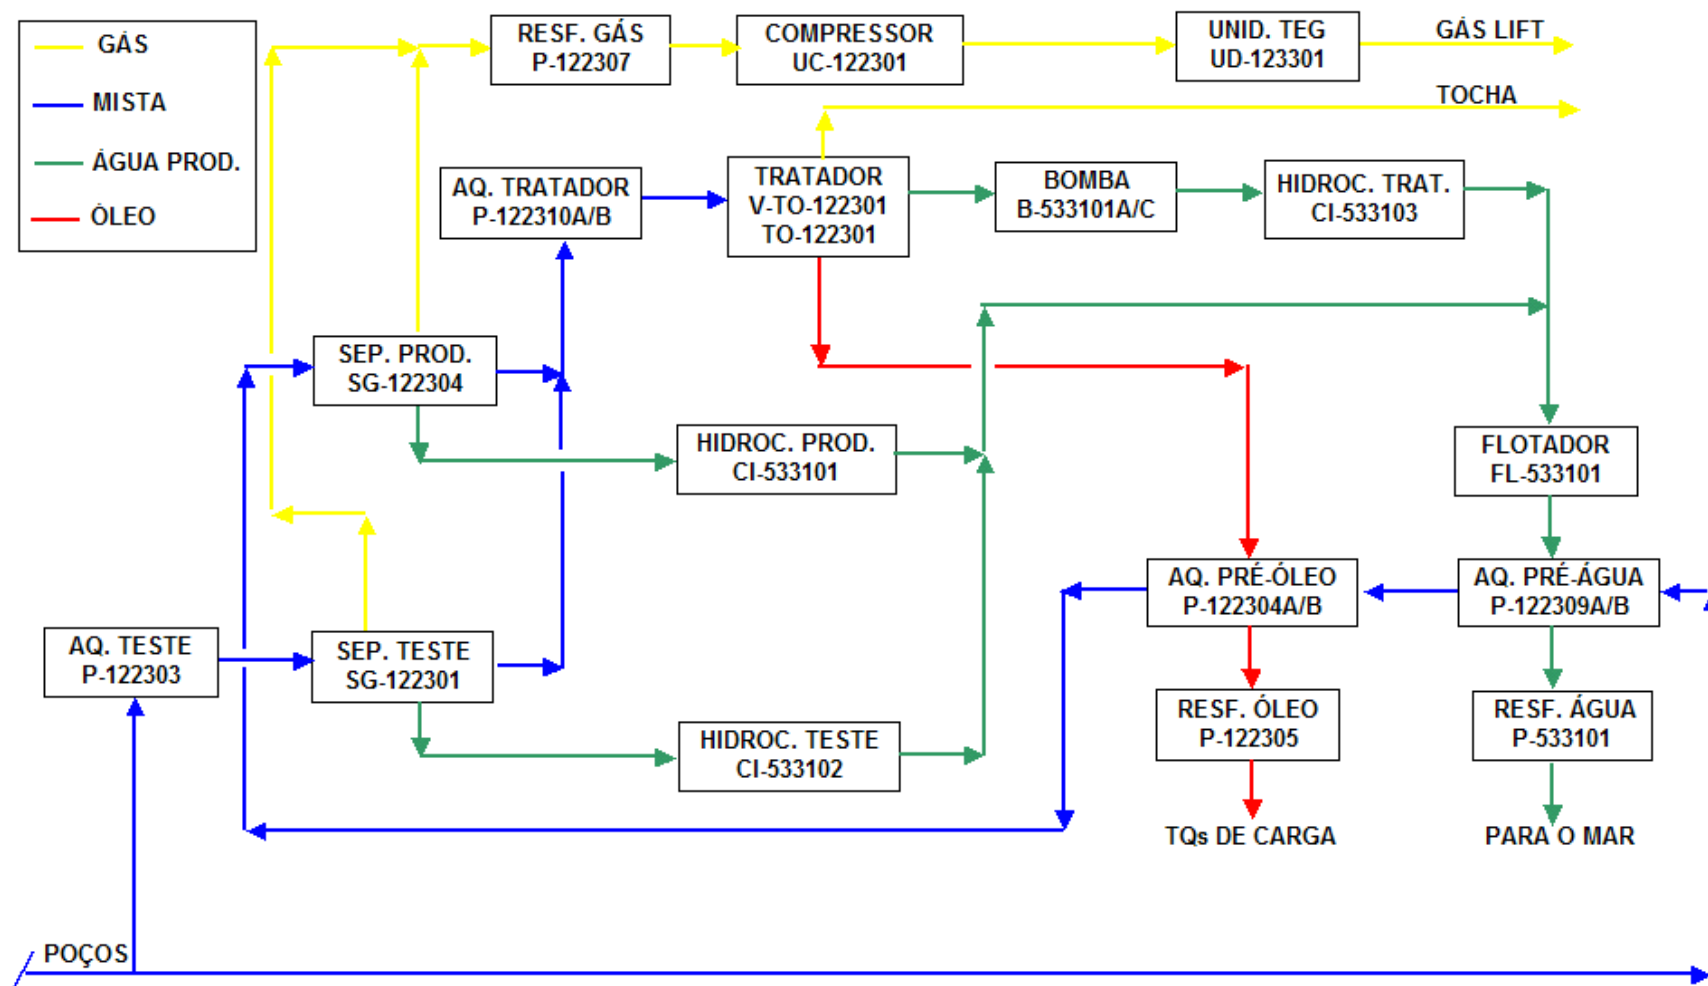 GÁS
MISTA
ÁGUA PROD.
ÓLEO
RESF. GÁS
P-122307
COMPRESSOR
UC-122301
UNID. TEG
UD-123301
GÁS LIFT
TOCHA
AQ. TRATADOR
P-122310A/B
TRATADOR
V-TO-122301
TO-122301
BOMBA
B-533101A/C
HIDROC. TRAT.
CI-533103
SEP. PROD.
SG-122304
HIDROC. PROD.
CI-533101
FLOTADOR
FL-533101
AQ. PRÉ-ÓLEO
P-122304A/B
AQ. PRÉ-ÁGUA
P-122309A/B
AQ. TESTE
P-122303
SEP. TESTE
SG-122301
HIDROC. TESTE
CI-533102
RESF. ÓLEO
P-122305
RESF. ÁGUA
P-533101
TQs DE CARGA
PARA O MAR
POÇOS